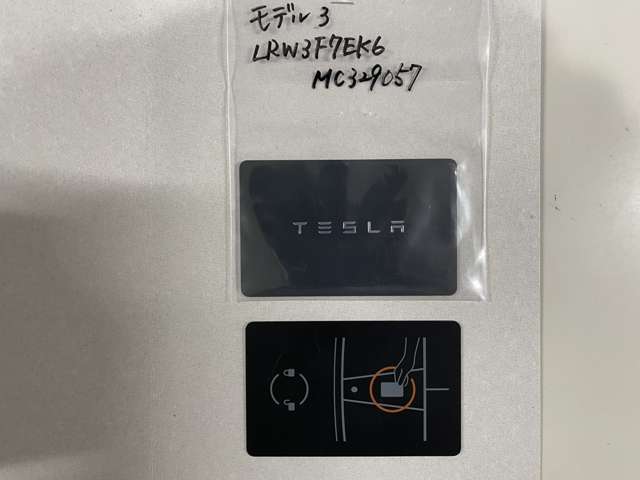 モデル3
LRW3F7EK6
MC329057
TESLA